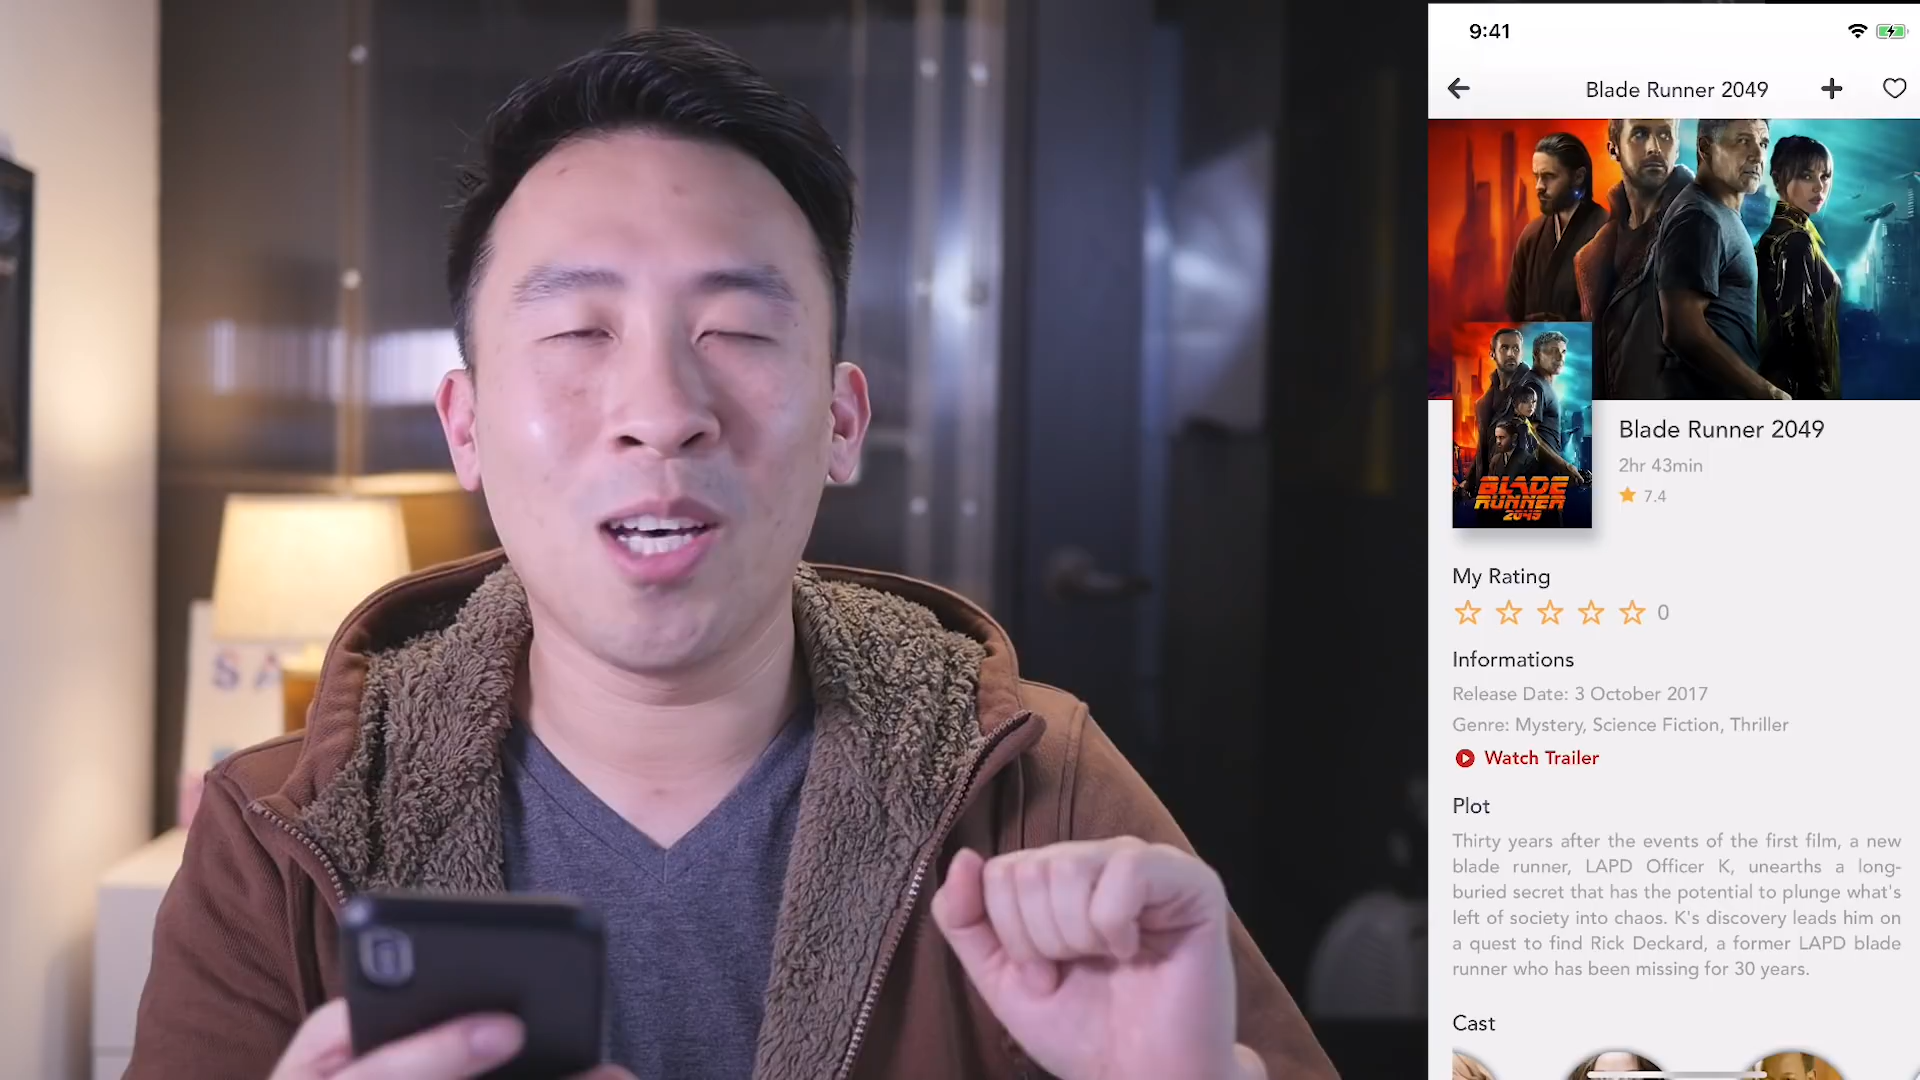 9:41
Blade Runner 2049
Blade Runner 2049
2hr 43min
7.4
BLADE
RUNNER
2049
My Rating
0
Informations
Release Date: 3 October 2017
Genre: Mystery, Science Fiction, Thriller
Watch Trailer
Plot
Thirty years after the events of the first film, a new
blade runner, LAPD Officer K, unearths a long-
buried secret that has the potential to plunge what's
left of society into chaos. K's discovery leads him on
a quest to find Rick Deckard, a former LAPD blade
runner who has been missing for 30 years.
Cast
SA